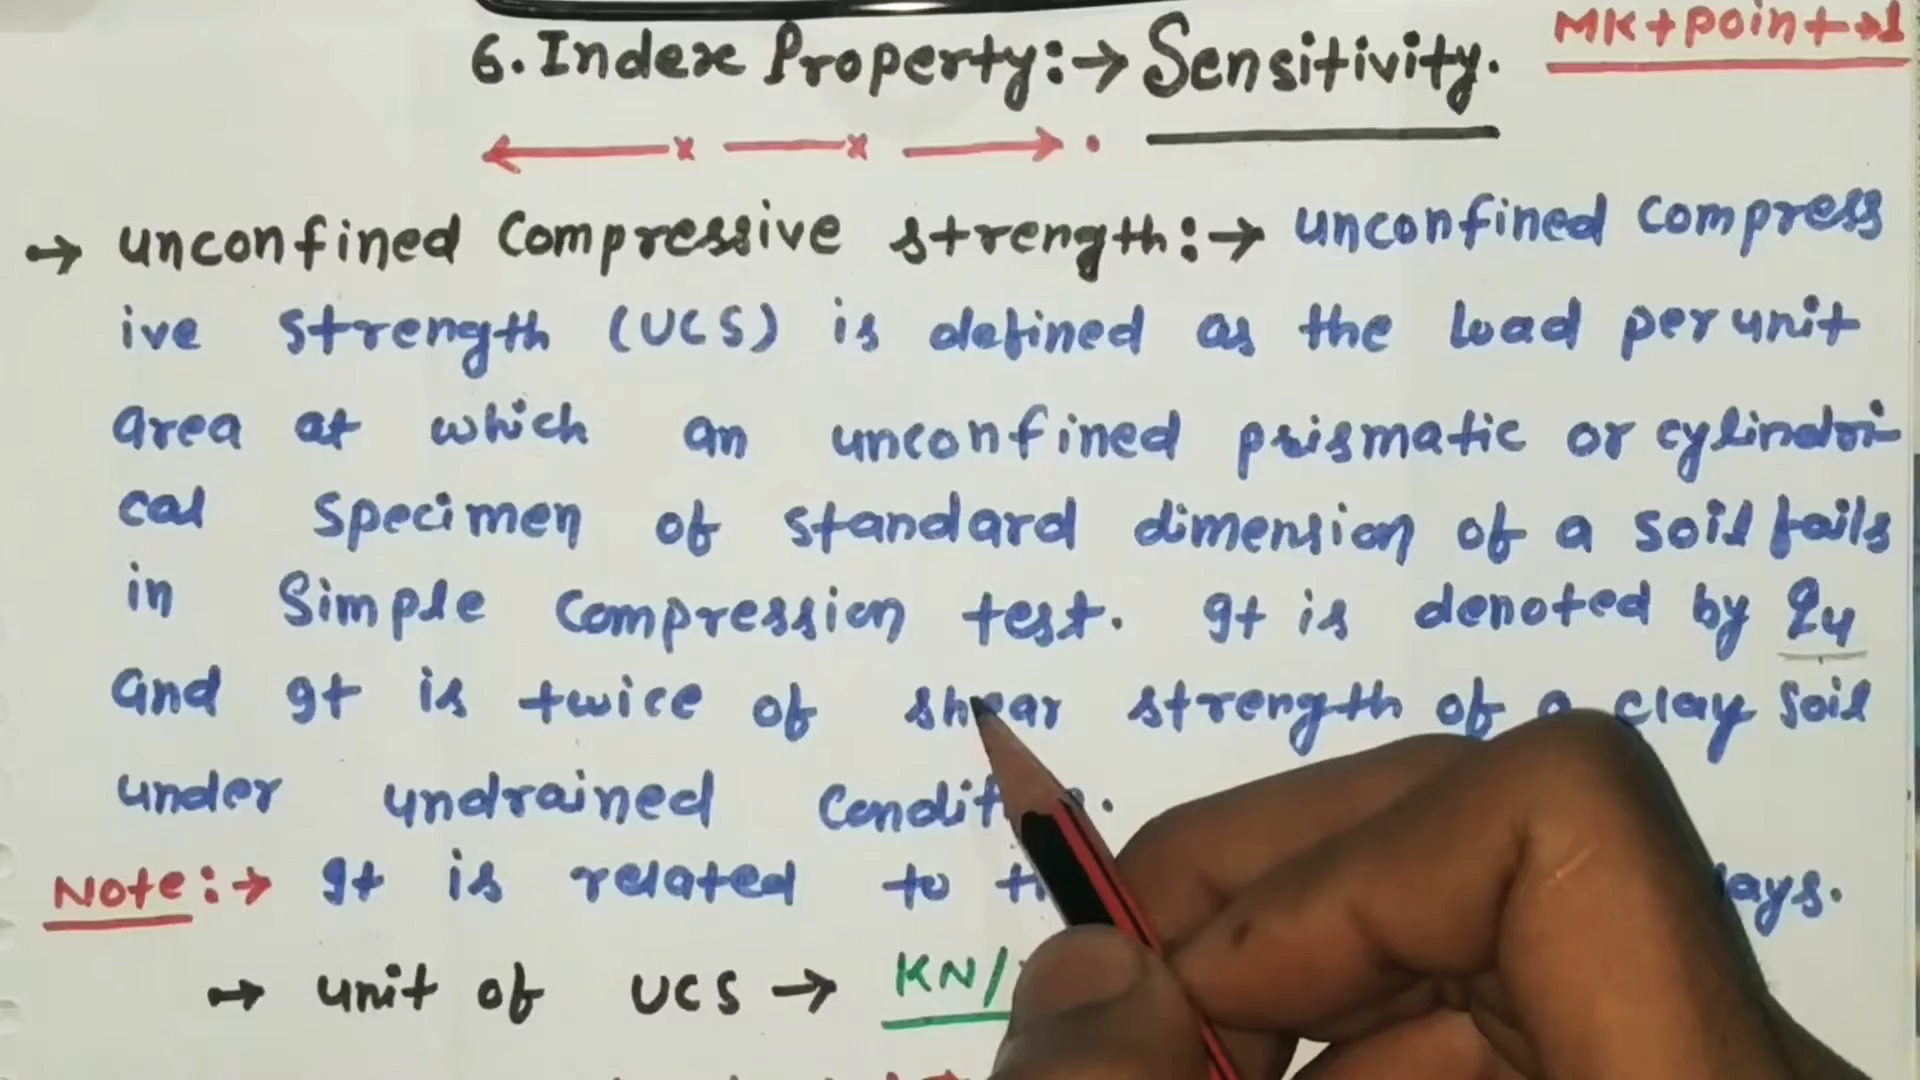 MK+point→1
6. Index Property:→ Sensitivity.
→ unconfined compressive strength:→ unconfined compress
ive strength (UCS) is defined as the load per unit
area at which an unconfined prismatic or cylindri-
cal specimen of standard dimension of a soil fails
in simple compression test. It is denoted by qu
and It is twice of shear strength of a clay soil
under undrained
Note:→ It is related to
→ unit of UCS → KN/